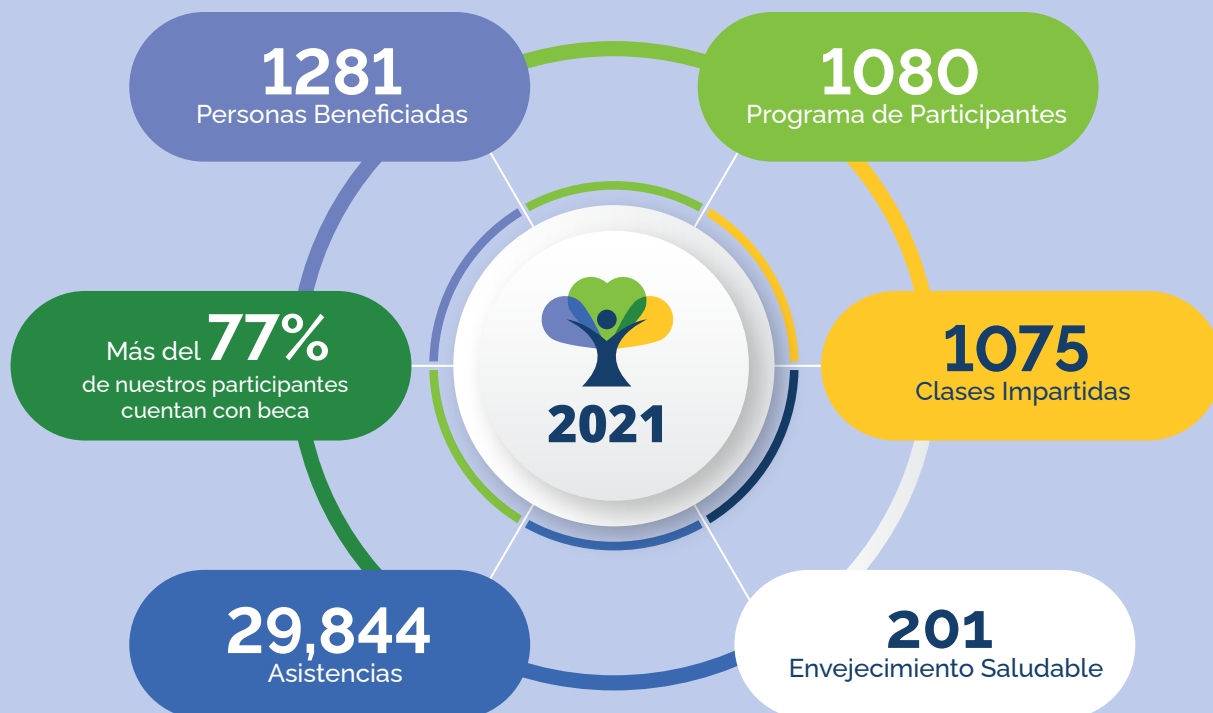 1281
Personas Beneficiadas
1080
Programa de Participantes
Más del 77%
de nuestros participantes
cuentan con beca
2021
1075
Clases Impartidas
29,844
Asistencias
201
Envejecimiento Saludable